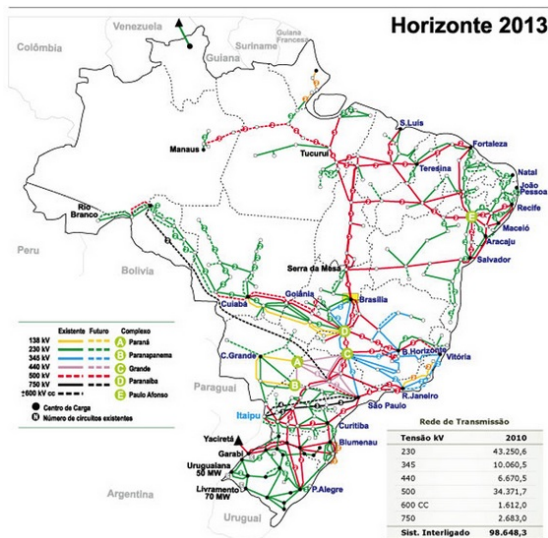 Horizonte 2013
Venezuela
Colômbia
Guiana
Suriname
Guiana
Francesa
S.Luís
Manaus
Tucuruí
Fortaleza
Teresina
Natal
João
Pessoa
Recife
E
Maceió
Aracaju
Salvador
Rio
Branco
Peru
Bolívia
Serra da Mesa
Cuiabá
Goiânia
Brasília
D
C.Grande
A
B
C
B.Horizonte
Vitória
Paraguai
R.Janeiro
São Paulo
Itaipu
Curitiba
Yaciretá
Garabi
Blumenau
Uruguaiana
50 MW
Livramento
70 MW
P.Alegre
Argentina
Uruguai
Existente Futuro Complexo
138 kV A Paraná
230 kV B Paranapanema
345 kV C Grande
440 kV D Paranaíba
500 kV E Paulo Afonso
750 kV
±600 kV cc
Centro de Carga
N Número de circuitos existentes
Rede de Transmissão
Tensão kV 2010
230 43.250,6
345 10.060,5
440 6.670,5
500 34.371,7
600 CC 1.612,0
750 2.683,0
Sist. Interligado 98.648,3